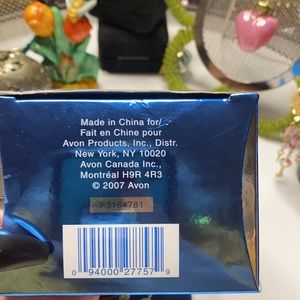 Made in China for/
Fait en Chine pour
Avon Products, Inc., Distr.
New York, NY 10020
Avon Canada Inc.,
Montréal H9R 4R3
© 2007 Avon
F3164781
0 94000 27757 9